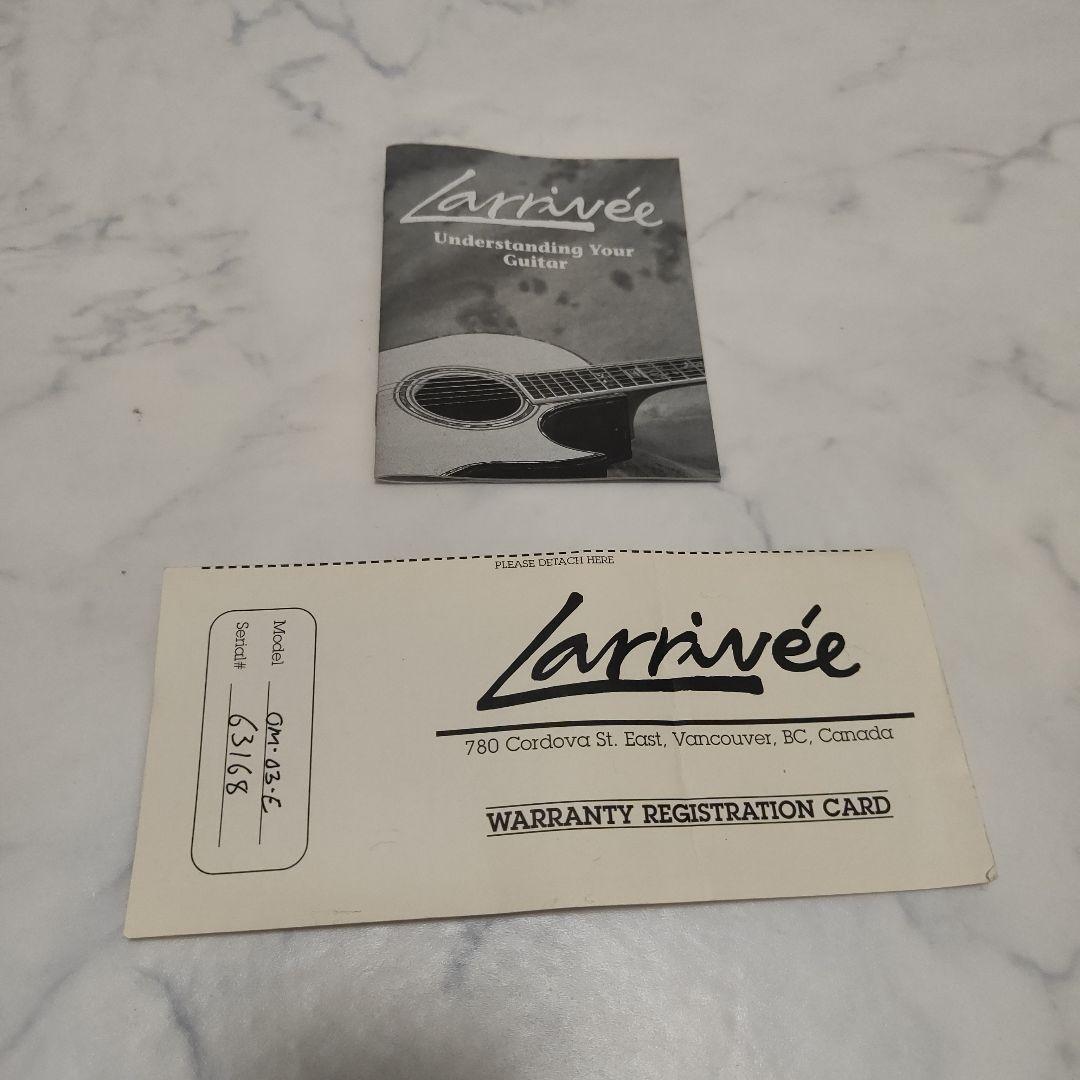 Larrivée
Understanding Your
Guitar
PLEASE DETACH HERE
Larrivée
780 Cordova St. East, Vancouver, BC, Canada
WARRANTY REGISTRATION CARD
Model OM-03-E
Serial# 63168